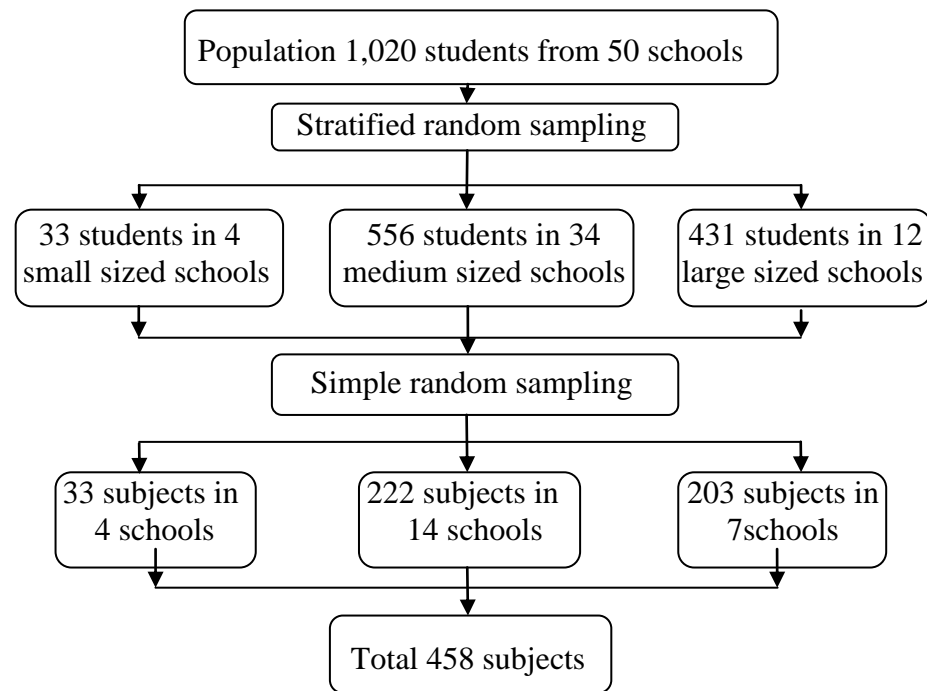 Population 1,020 students from 50 schools
Stratified random sampling
33 students in 4
small sized schools
556 students in 34
medium sized schools
431 students in 12
large sized schools
Simple random sampling
33 subjects in
4 schools
222 subjects in
14 schools
203 subjects in
7schools
Total 458 subjects